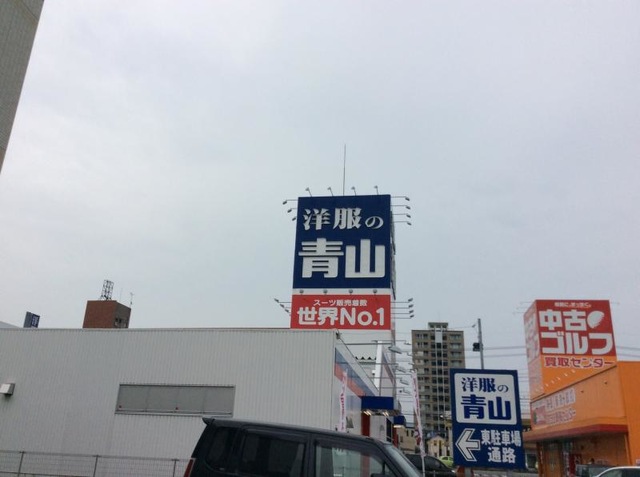 洋服の
青山
スーツ販売着数
世界No.1
洋服の
青山
東駐車場
通路
中古
ゴルフ
買取センター